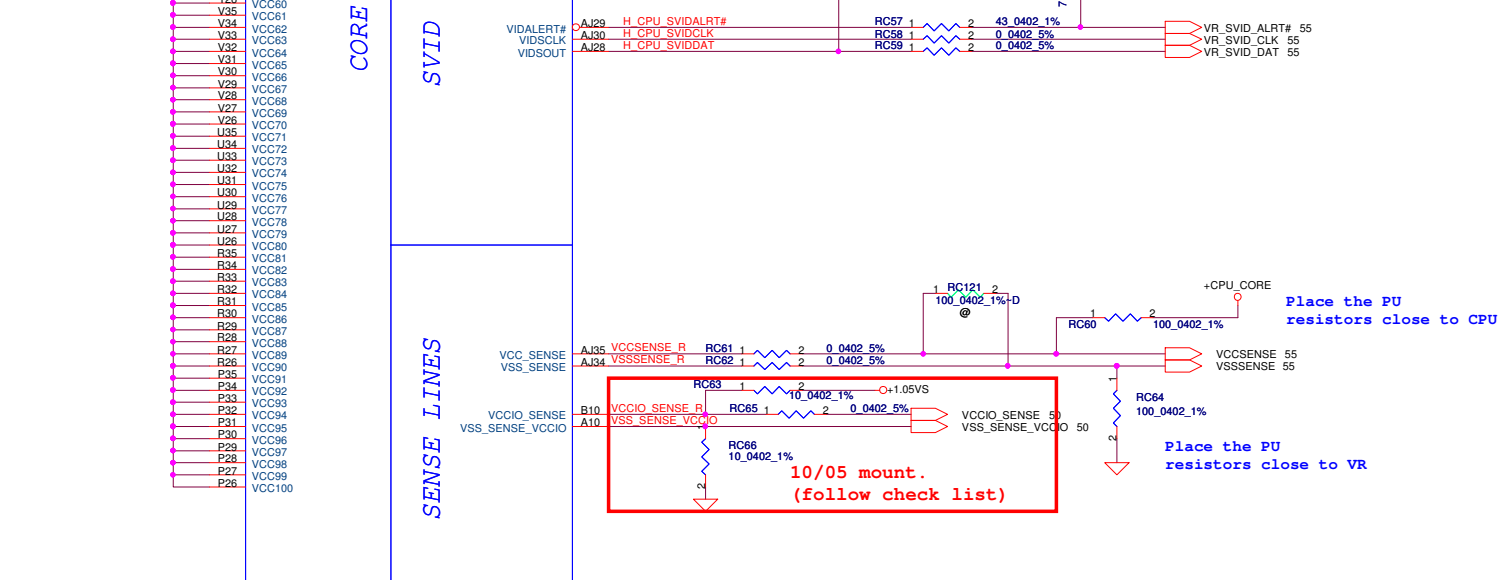 VCC60
V35 VCC61
V34 VCC62
V33 VCC63
V32 VCC64
V31 VCC65
V30 VCC66
V29 VCC67
V28 VCC68
V27 VCC69
V26 VCC70
U35 VCC71
U34 VCC72
U33 VCC73
U32 VCC74
U31 VCC75
U30 VCC76
U29 VCC77
U28 VCC78
U27 VCC79
U26 VCC80
R35 VCC81
R34 VCC82
R33 VCC83
R32 VCC84
R31 VCC85
R30 VCC86
R29 VCC87
R28 VCC88
R27 VCC89
R26 VCC90
P35 VCC91
P34 VCC92
P33 VCC93
P32 VCC94
P31 VCC95
P30 VCC96
P29 VCC97
P28 VCC98
P27 VCC99
P26 VCC100
CORE
SVID
SENSE LINES
7
VIDALERT# AJ29 H_CPU_SVIDALRT# RC57 1 2 43_0402_1% VR_SVID_ALRT# 55
VIDSCLK AJ30 H_CPU_SVIDCLK RC58 1 2 0_0402_5% VR_SVID_CLK 55
VIDSOUT AJ28 H_CPU_SVIDDAT RC59 1 2 0_0402_5% VR_SVID_DAT 55
1 RC121 2
100_0402_1%~D
@
+CPU_CORE
RC60 1 2 100_0402_1%
Place the PU
resistors close to CPU
VCC_SENSE AJ35 VCCSENSE_R RC61 1 2 0_0402_5% VCCSENSE 55
VSS_SENSE AJ34 VSSSENSE_R RC62 1 2 0_0402_5% VSSSENSE 55
RC63 1 2 10_0402_1% +1.05VS
VCCIO_SENSE B10 VCCIO_SENSE_R RC65 1 2 0_0402_5% VCCIO_SENSE 50
VSS_SENSE_VCCIO A10 VSS_SENSE_VCCIO VSS_SENSE_VCCIO 50
1
RC66
10_0402_1%
2
1
RC64
100_0402_1%
2
Place the PU
resistors close to VR
10/05 mount.
(follow check list)